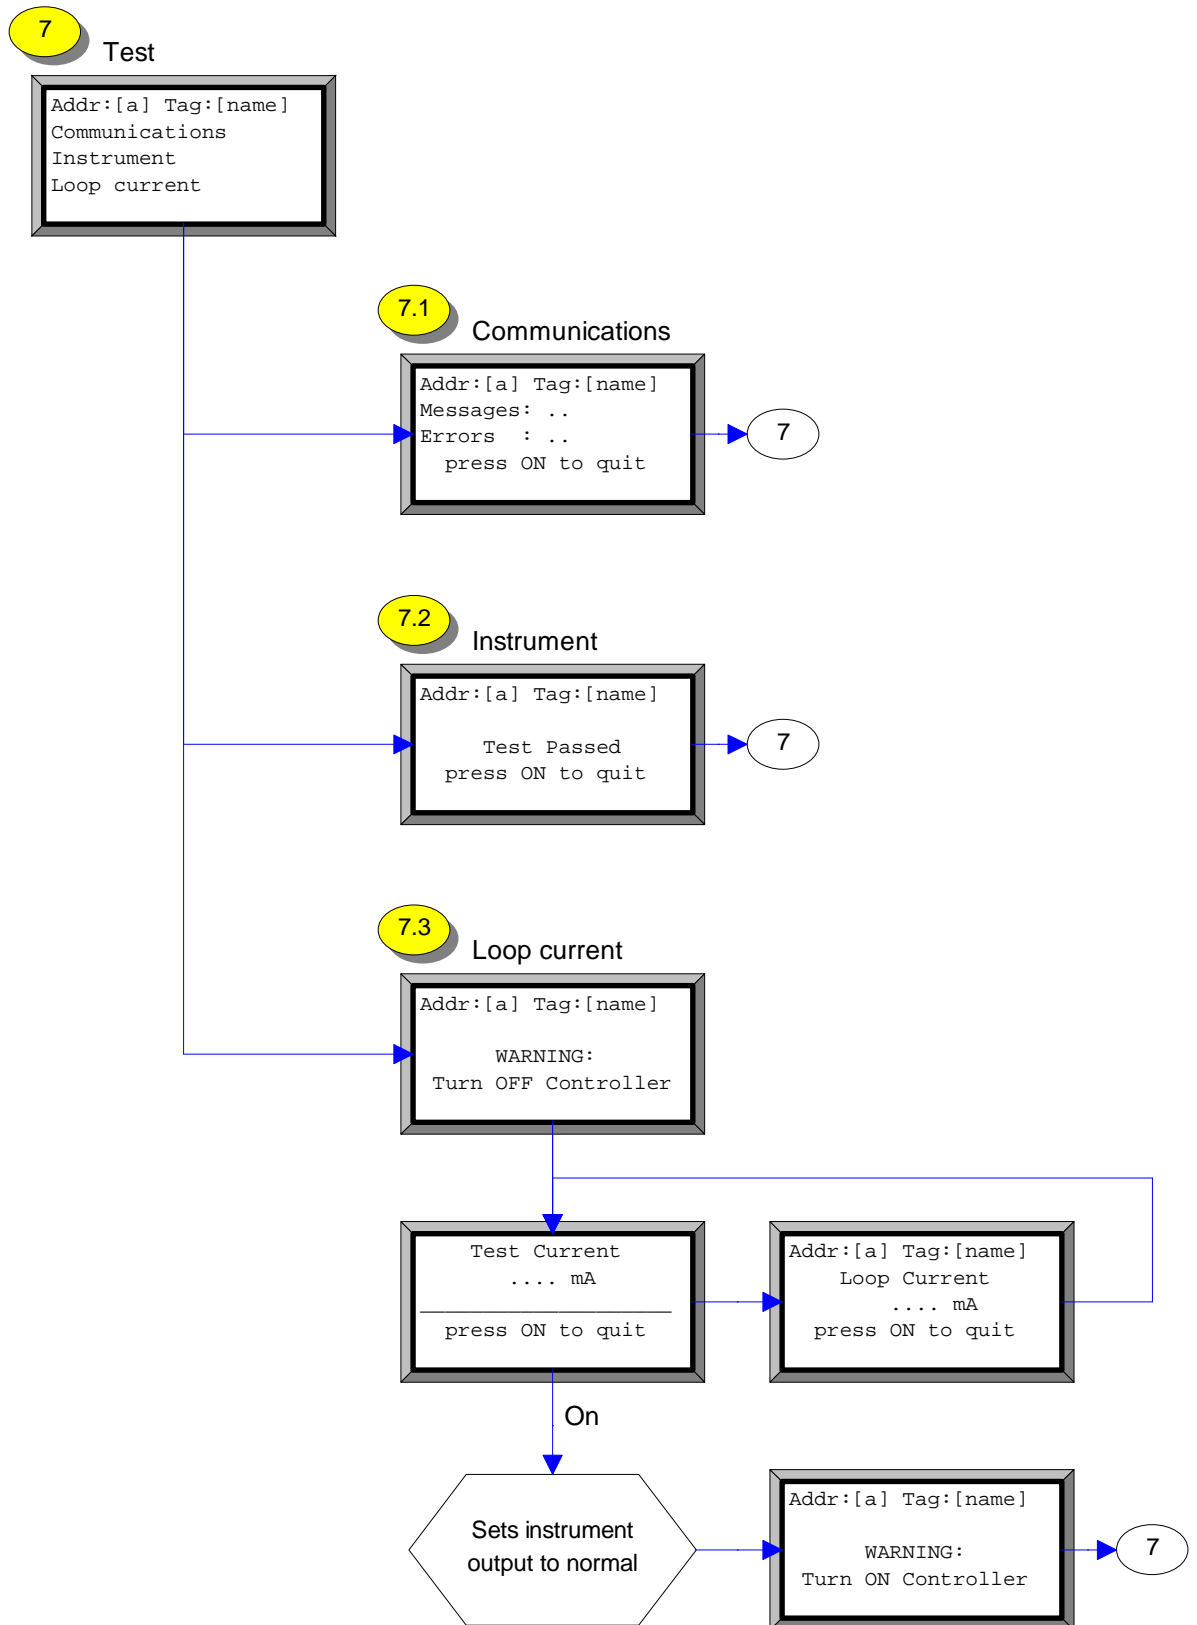 7
Test
Addr:[a] Tag:[name]
Communications
Instrument
Loop current
7.1
Communications
Addr:[a] Tag:[name]
Messages: ..
Errors  : ..
press ON to quit
7
7.2
Instrument
Addr:[a] Tag:[name]
Test Passed
press ON to quit
7
7.3
Loop current
Addr:[a] Tag:[name]
WARNING:
Turn OFF Controller
Test Current
.... mA
____________________
press ON to quit
Addr:[a] Tag:[name]
Loop Current
.... mA
press ON to quit
On
Sets instrument
output to normal
Addr:[a] Tag:[name]
WARNING:
Turn ON Controller
7